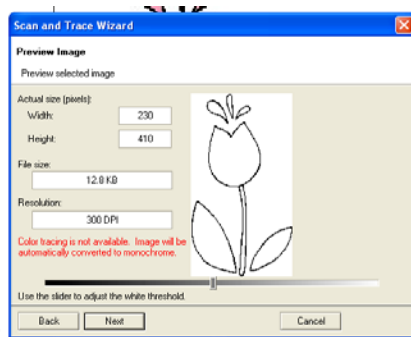 Scan and Trace Wizard
Preview Image
Preview selected image
Actual size (pixels):
Width: 230
Height: 410
File size:
12.8 KB
Resolution:
300 DPI
Color tracing is not available. Image will be
automatically converted to monochrome.
Use the slider to adjust the white threshold.
Back Next Cancel